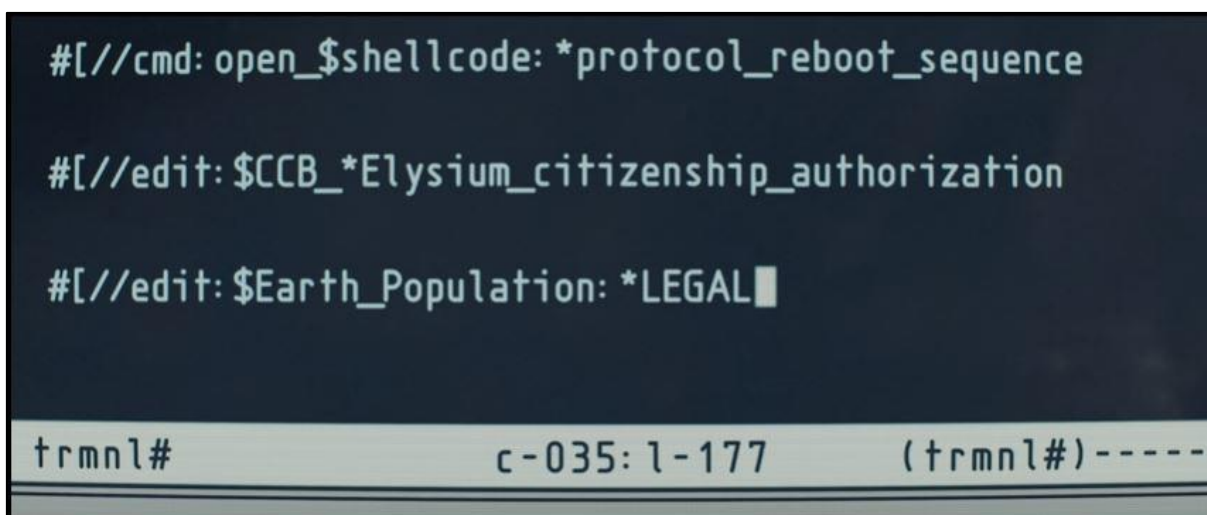 #[//cmd: open_$shellcode: *protocol_reboot_sequence
#[//edit: $CCB_*Elysium_citizenship_authorization
#[//edit: $Earth_Population: *LEGAL
trmnl# c-035: l-177 (trmnl#)-----